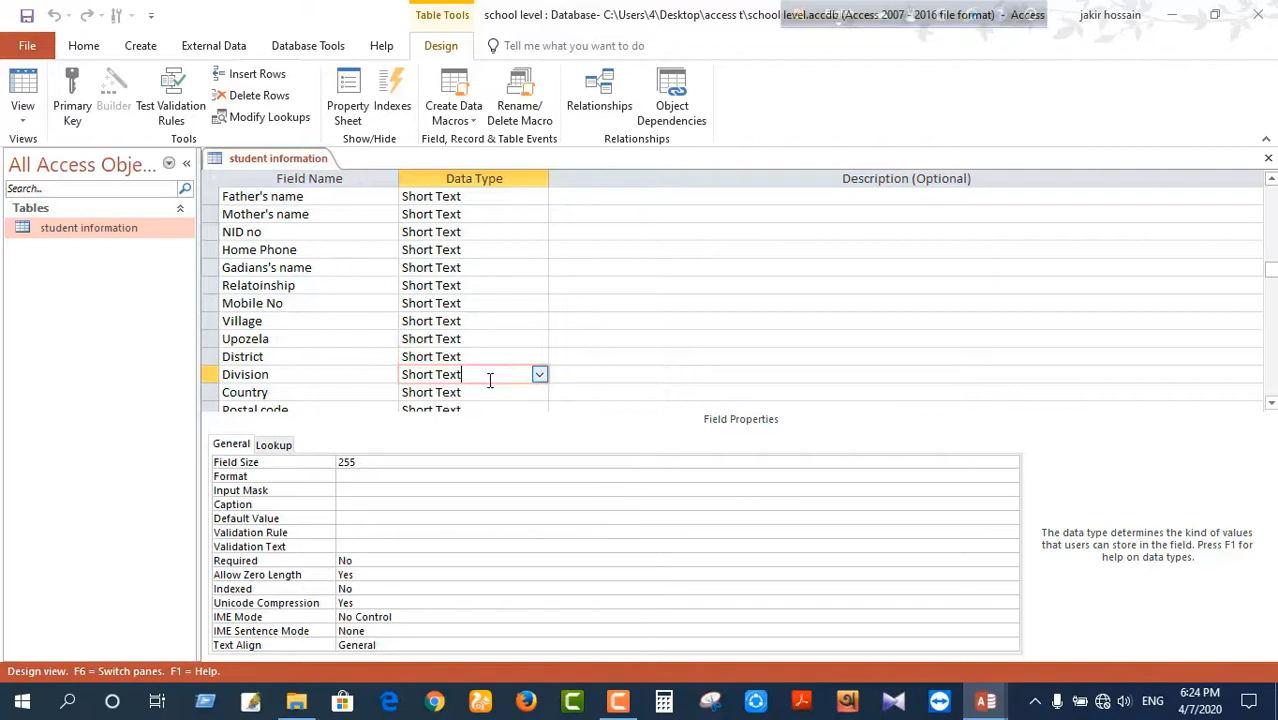 Table Tools
school level : Database- C:\Users\4\Desktop\access t\school level.accdb (Access 2007 - 2016 file format) - Access
jakir hossain
File
Home
Create
External Data
Database Tools
Help
Design
Tell me what you want to do
View
Primary Key
Builder
Test Validation Rules
Insert Rows
Delete Rows
Modify Lookups
Property Sheet
Indexes
Create Data Macros
Rename/ Delete Macro
Relationships
Object Dependencies
Views
Tools
Show/Hide
Field, Record & Table Events
Relationships
All Access Obje...
Search...
Tables
student information
student information
Field Name Data Type Description (Optional)
Father's name Short Text
Mother's name Short Text
NID no Short Text
Home Phone Short Text
Gadians's name Short Text
Relatoinship Short Text
Mobile No Short Text
Village Short Text
Upozela Short Text
District Short Text
Division Short Text
Country Short Text
Postal code Short Text
Field Properties
General Lookup
Field Size 255
Format
Input Mask
Caption
Default Value
Validation Rule
Validation Text
Required No
Allow Zero Length Yes
Indexed No
Unicode Compression Yes
IME Mode No Control
IME Sentence Mode None
Text Align General
The data type determines the kind of values
that users can store in the field. Press F1 for
help on data types.
Design view. F6 = Switch panes. F1 = Help.
ENG
6:24 PM
4/7/2020